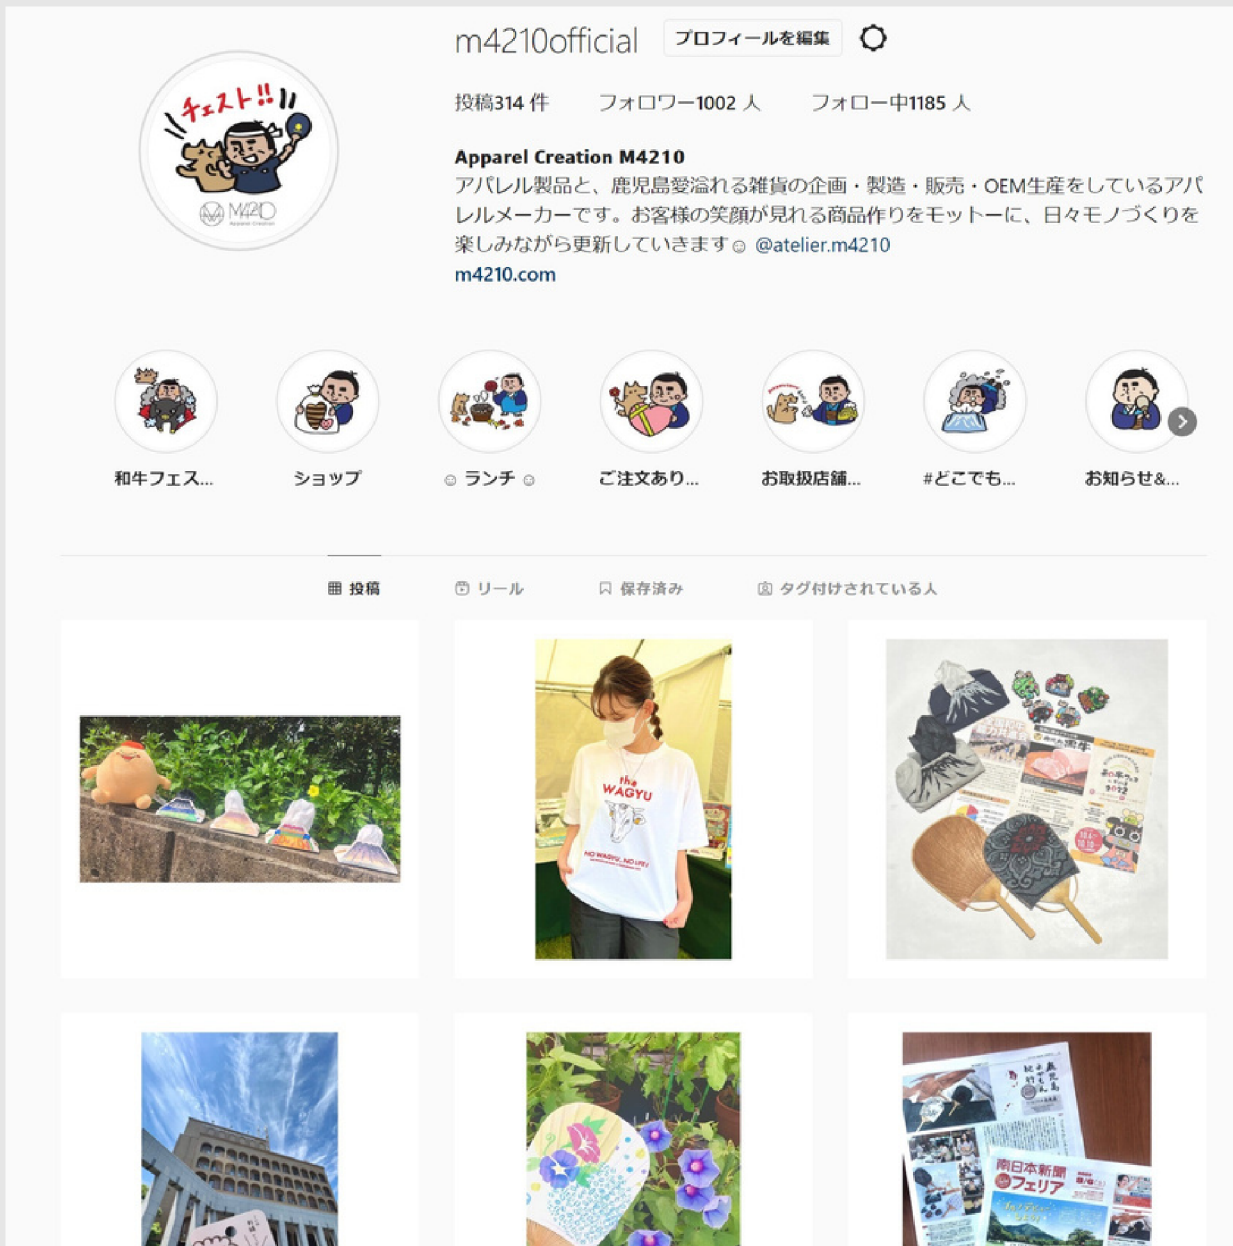 m4210official プロフィールを編集
投稿314 件 フォロワー1002 人 フォロー中1185 人
チェスト!!
M4210
Apparel Creation
Apparel Creation M4210
アパレル製品と、鹿児島愛溢れる雑貨の企画・製造・販売・OEM生産をしているアパ
レルメーカーです。お客様の笑顔が見れる商品作りをモットーに、日々モノづくりを
楽しみながら更新していきます☺ @atelier.m4210
m4210.com
和牛フェス... ショップ ☺ ランチ ☺ ご注文あり... お取扱店舗... #どこでも... お知らせ&...
投稿 リール 保存済み タグ付けされている人
the
WAGYU
NO WAGYU, NO LIFE!
黒牛
南日本新聞
フェリア